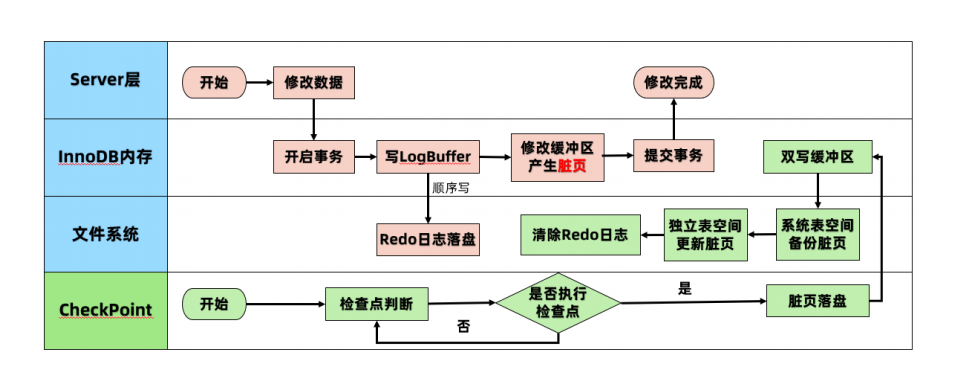 Server层
开始
修改数据
修改完成
InnoDB内存
开启事务
写LogBuffer
修改缓冲区
产生脏页
提交事务
双写缓冲区
顺序写
文件系统
Redo日志落盘
清除Redo日志
独立表空间
更新脏页
系统表空间
备份脏页
CheckPoint
开始
检查点判断
是否执行
检查点
是
脏页落盘
否